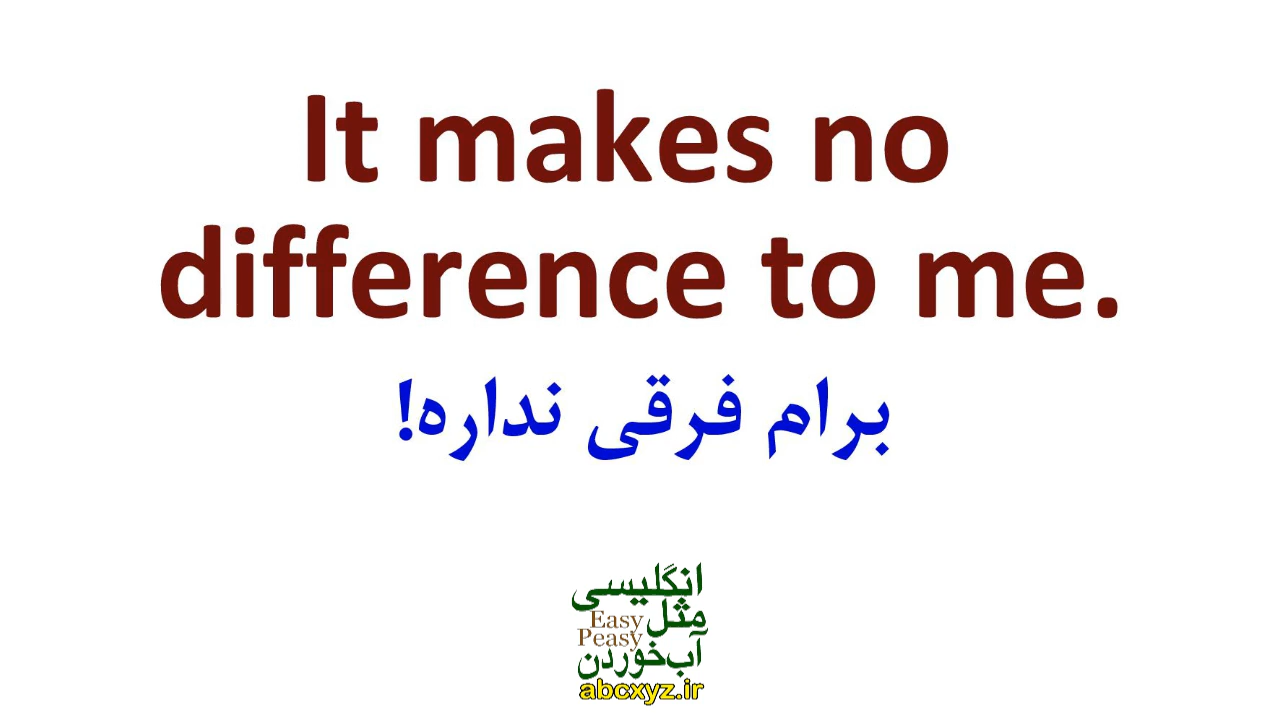 It makes no
difference to me.
برام فرقی نداره!
انگلیسی
مثل
Easy
Peasy
آب‌خوردن
abcxyz.ir